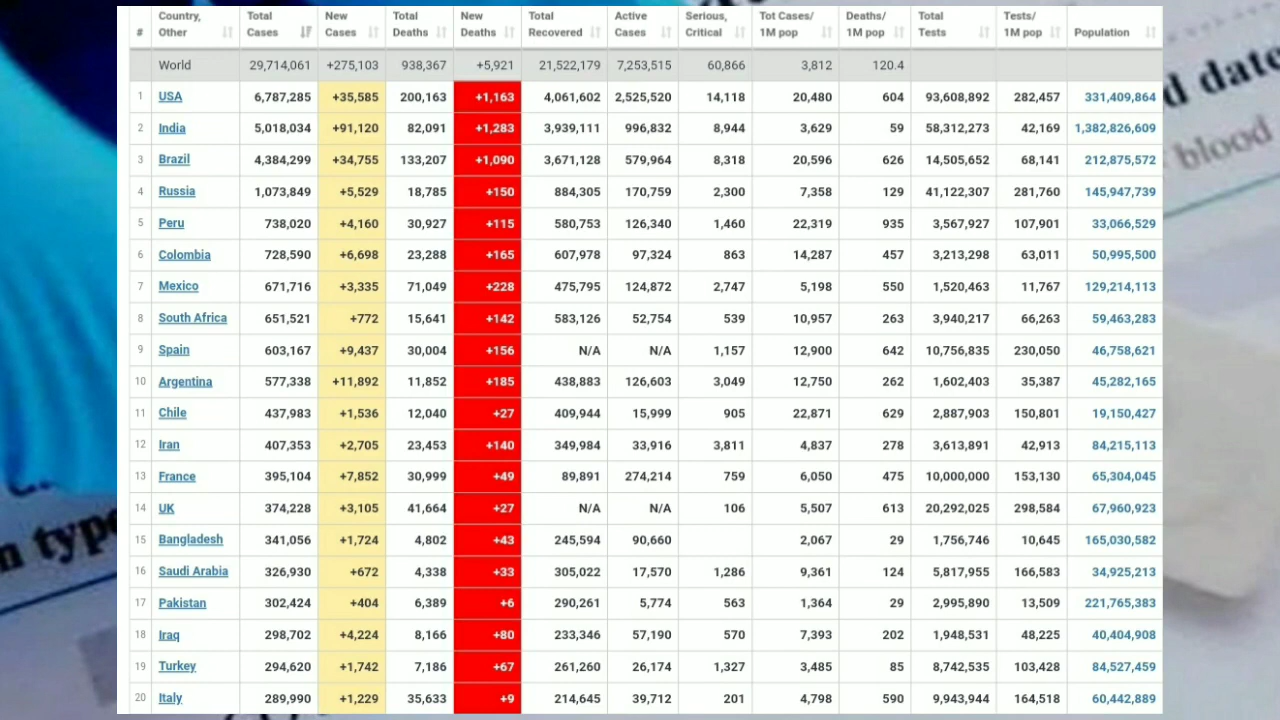 # Country, Other Total Cases New Cases Total Deaths New Deaths Total Recovered Active Cases Serious, Critical Tot Cases/ 1M pop Deaths/ 1M pop Total Tests Tests/ 1M pop Population
World 29,714,061 +275,103 938,367 +5,921 21,522,179 7,253,515 60,866 3,812 120.4
1 USA 6,787,285 +35,585 200,163 +1,163 4,061,602 2,525,520 14,118 20,480 604 93,608,892 282,457 331,409,864
2 India 5,018,034 +91,120 82,091 +1,283 3,939,111 996,832 8,944 3,629 59 58,312,273 42,169 1,382,826,609
3 Brazil 4,384,299 +34,755 133,207 +1,090 3,671,128 579,964 8,318 20,596 626 14,505,652 68,141 212,875,572
4 Russia 1,073,849 +5,529 18,785 +150 884,305 170,759 2,300 7,358 129 41,122,307 281,760 145,947,739
5 Peru 738,020 +4,160 30,927 +115 580,753 126,340 1,460 22,319 935 3,567,927 107,901 33,066,529
6 Colombia 728,590 +6,698 23,288 +165 607,978 97,324 863 14,287 457 3,213,298 63,011 50,995,500
7 Mexico 671,716 +3,335 71,049 +228 475,795 124,872 2,747 5,198 550 1,520,463 11,767 129,214,113
8 South Africa 651,521 +772 15,641 +142 583,126 52,754 539 10,957 263 3,940,217 66,263 59,463,283
9 Spain 603,167 +9,437 30,004 +156 N/A N/A 1,157 12,900 642 10,756,835 230,050 46,758,621
10 Argentina 577,338 +11,892 11,852 +185 438,883 126,603 3,049 12,750 262 1,602,403 35,387 45,282,165
11 Chile 437,983 +1,536 12,040 +27 409,944 15,999 905 22,871 629 2,887,903 150,801 19,150,427
12 Iran 407,353 +2,705 23,453 +140 349,984 33,916 3,811 4,837 278 3,613,891 42,913 84,215,113
13 France 395,104 +7,852 30,999 +49 89,891 274,214 759 6,050 475 10,000,000 153,130 65,304,045
14 UK 374,228 +3,105 41,664 +27 N/A N/A 106 5,507 613 20,292,025 298,584 67,960,923
15 Bangladesh 341,056 +1,724 4,802 +43 245,594 90,660 2,067 29 1,756,746 10,645 165,030,582
16 Saudi Arabia 326,930 +672 4,338 +33 305,022 17,570 1,286 9,361 124 5,817,955 166,583 34,925,213
17 Pakistan 302,424 +404 6,389 +6 290,261 5,774 563 1,364 29 2,995,890 13,509 221,765,383
18 Iraq 298,702 +4,224 8,166 +80 233,346 57,190 570 7,393 202 1,948,531 48,225 40,404,908
19 Turkey 294,620 +1,742 7,186 +67 261,260 26,174 1,327 3,485 85 8,742,535 103,428 84,527,459
20 Italy 289,990 +1,229 35,633 +9 214,645 39,712 201 4,798 590 9,943,944 164,518 60,442,889
d date
blood
n type